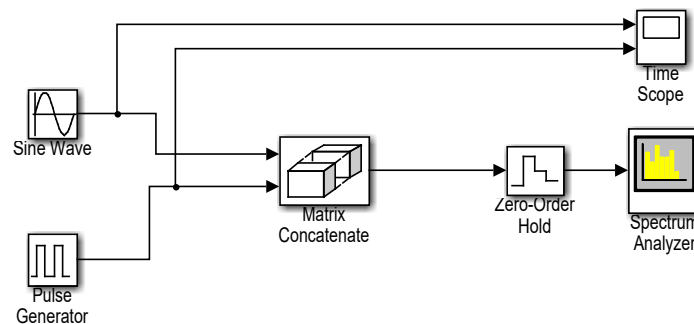 Time
Scope
Sine Wave
Matrix
Concatenate
Zero-Order
Hold
Spectrum
Analyzer
Pulse
Generator